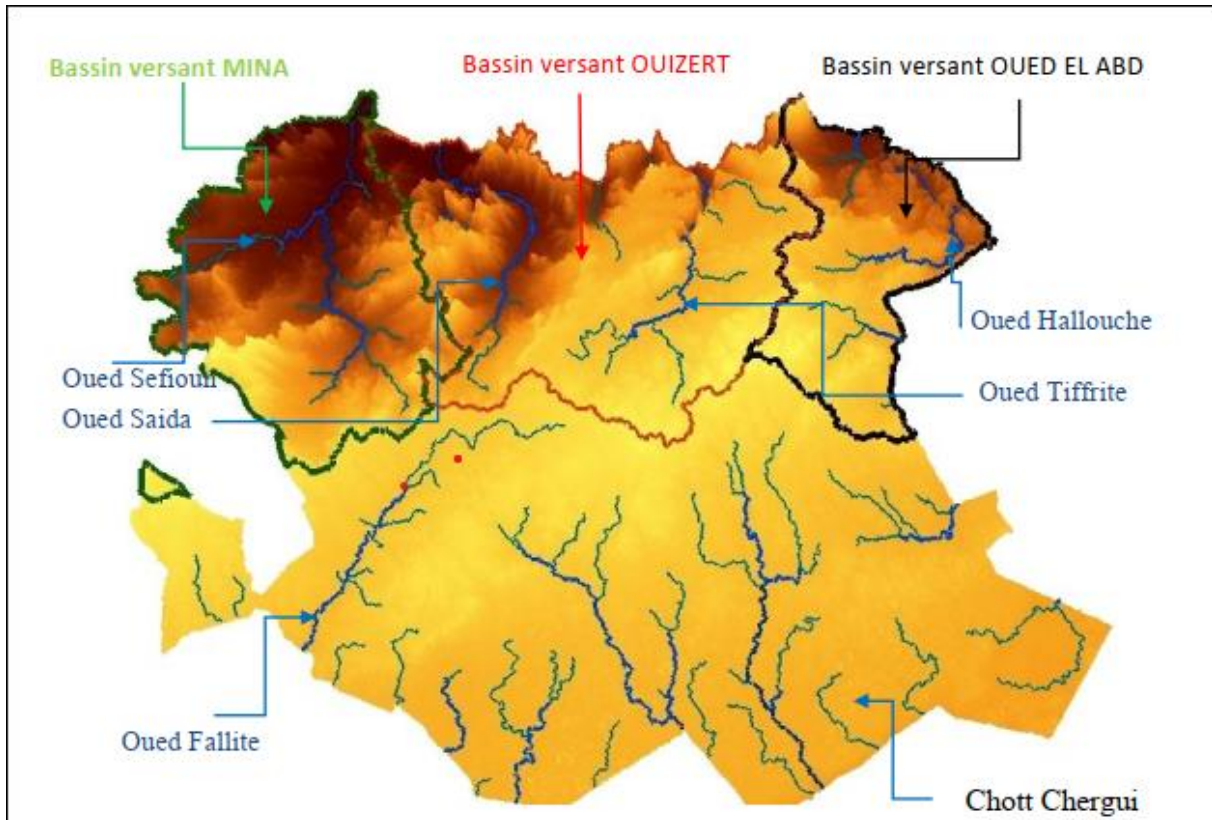 Bassin versant MINA
Bassin versant OUIZERT
Bassin versant OUED EL ABD
Oued Hallouche
Oued Sefioun
Oued Tiffrite
Oued Saida
Oued Fallite
Chott Chergui